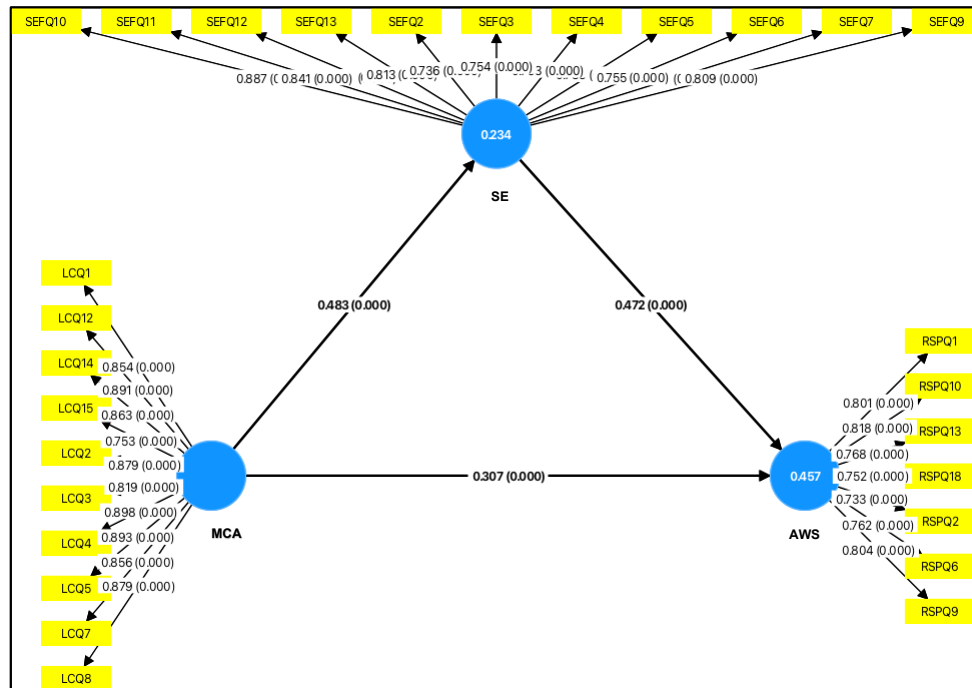 SEFQ10 SEFQ11 SEFQ12 SEFQ13 SEFQ2 SEFQ3 SEFQ4 SEFQ5 SEFQ6 SEFQ7 SEFQ9
0.887 0.841 (0.000) 0.813 0.736 0.754 (0.000) (0.000) 0.755 (0.000) 0.809 (0.000)
0.234
SE
0.483 (0.000)
0.472 (0.000)
LCQ1
LCQ12
LCQ14
LCQ15
LCQ2
LCQ3
LCQ4
LCQ5
LCQ7
LCQ8
0.854 (0.000)
0.891 (0.000)
0.863 (0.000)
0.753 (0.000)
0.879 (0.000)
0.819 (0.000)
0.898 (0.000)
0.893 (0.000)
0.856 (0.000)
0.879 (0.000)
MCA
0.307 (0.000)
0.457
AWS
0.801 (0.000)
0.818 (0.000)
0.768 (0.000)
0.752 (0.000)
0.733 (0.000)
0.762 (0.000)
0.804 (0.000)
RSPQ1
RSPQ10
RSPQ13
RSPQ18
RSPQ2
RSPQ6
RSPQ9